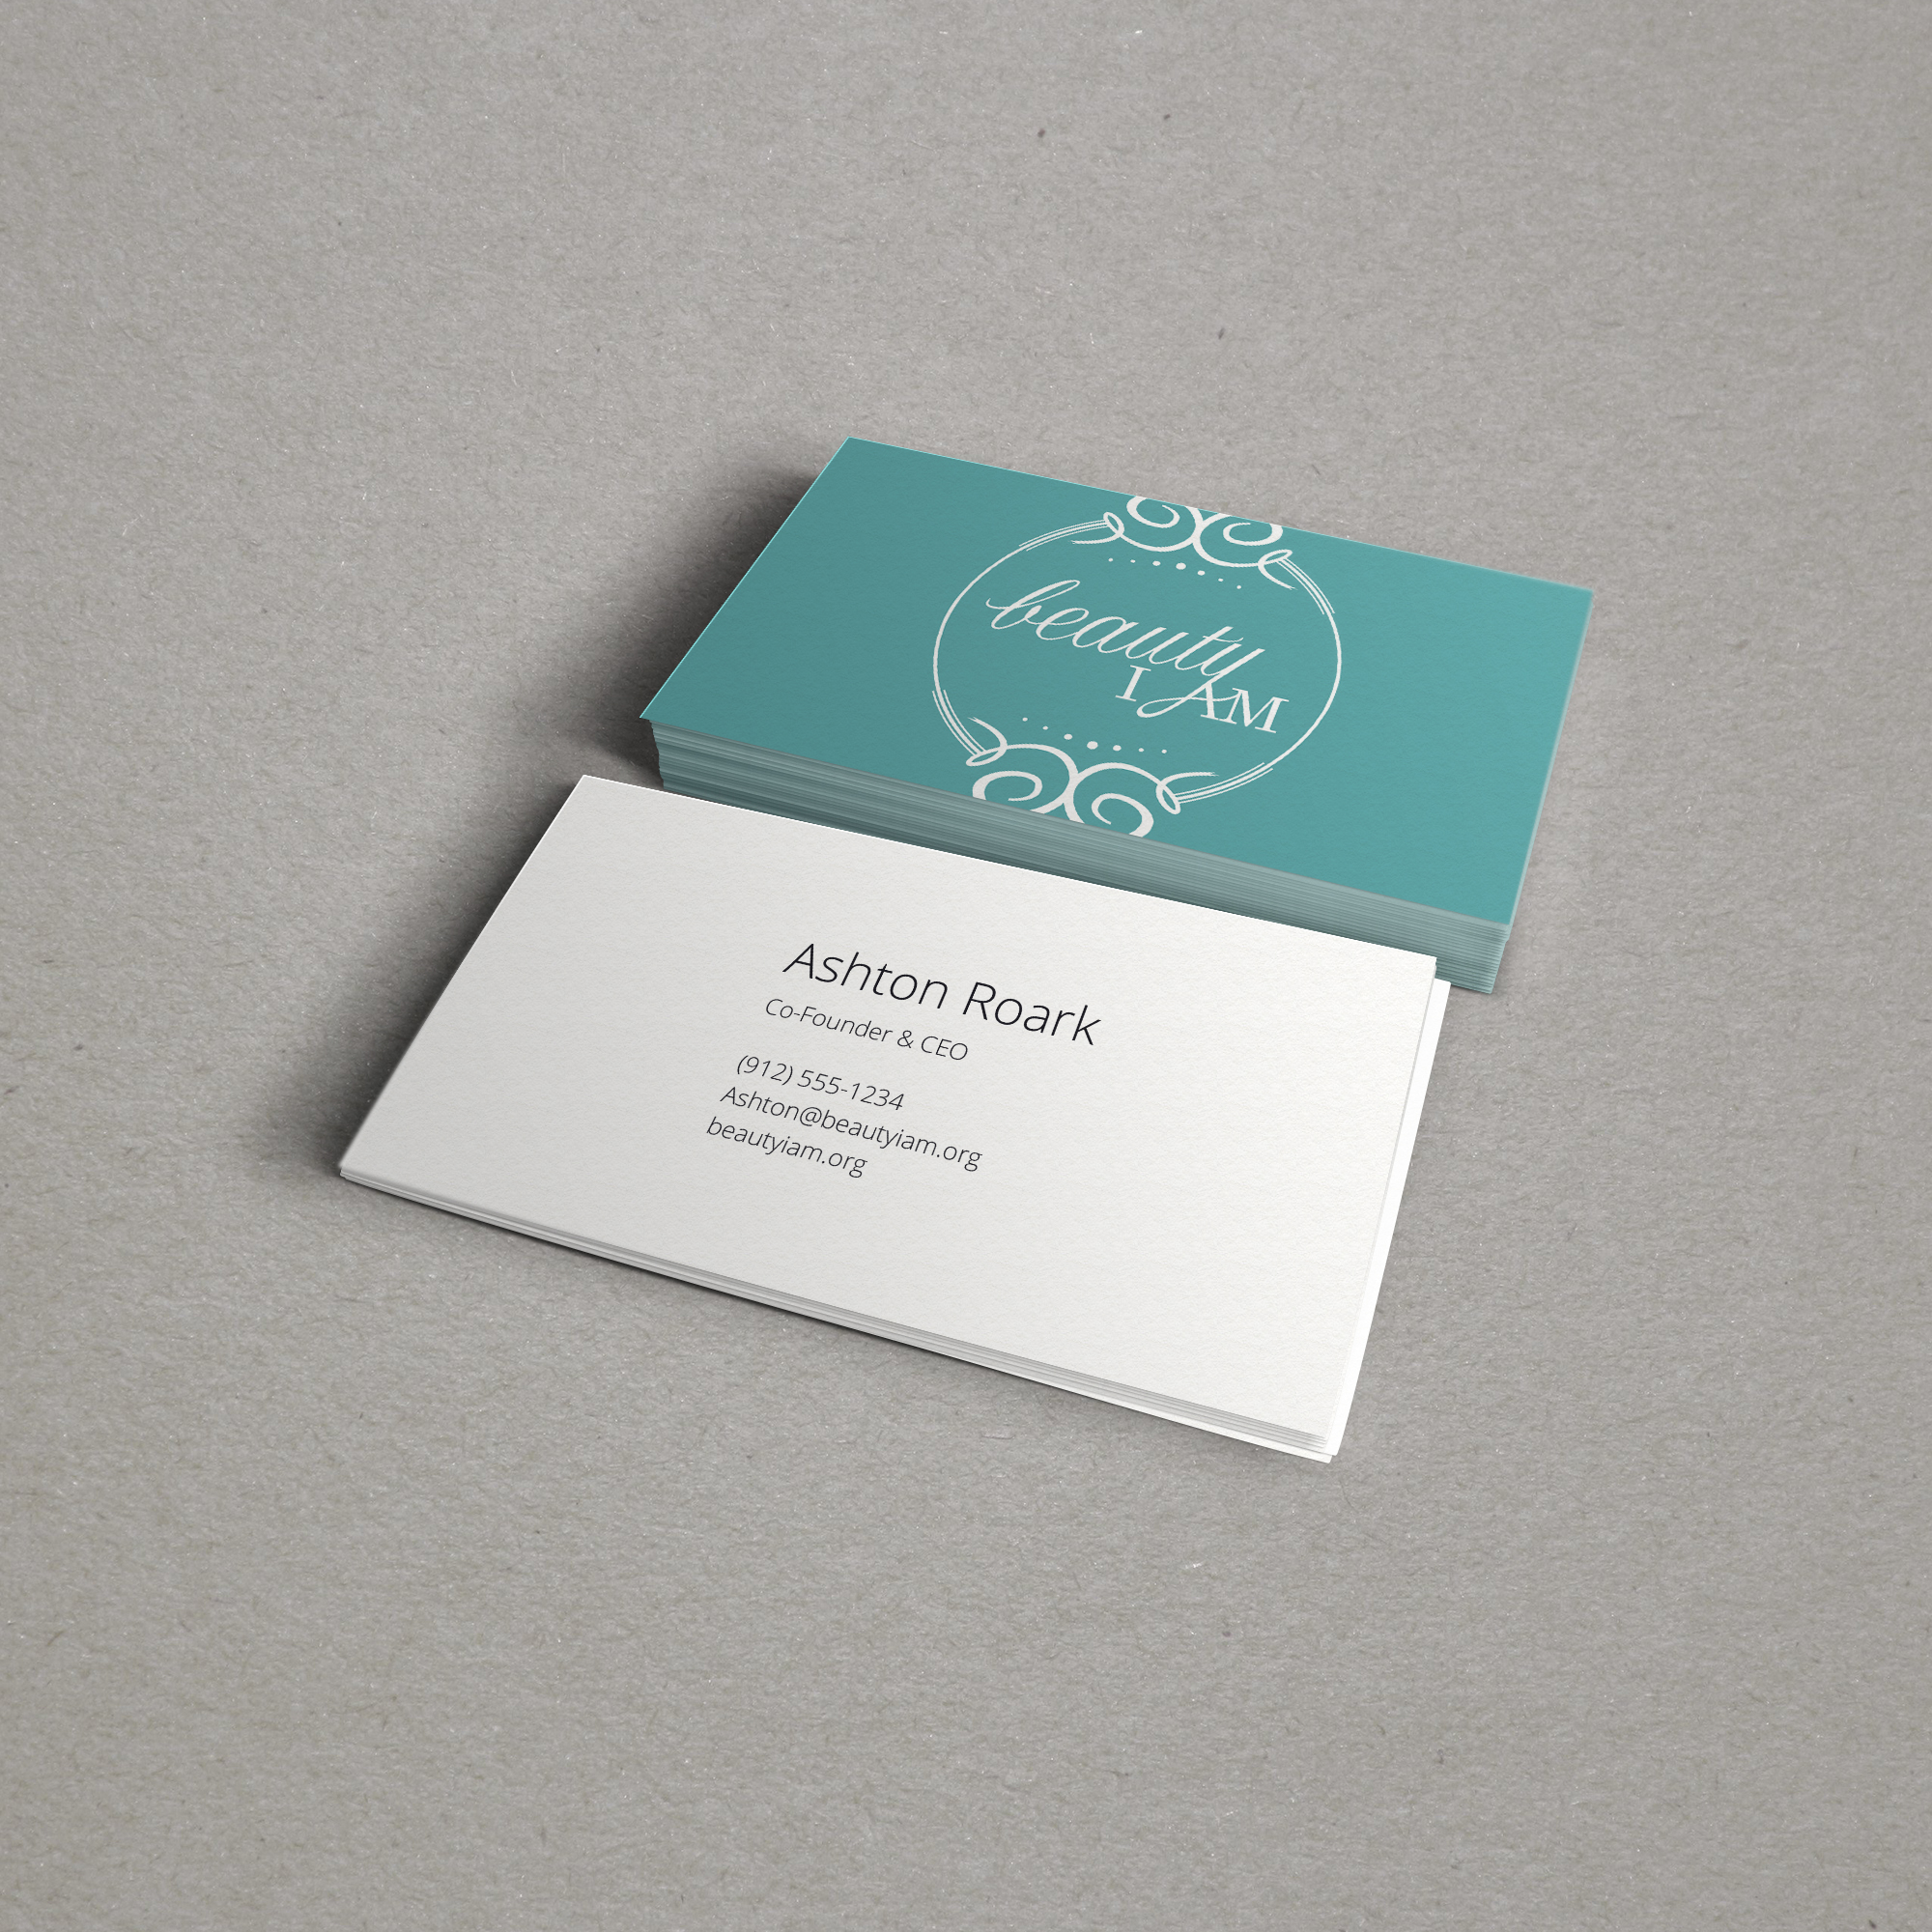 beauty
I AM
Ashton Roark
Co-Founder & CEO
(912) 555-1234
Ashton@beautyiam.org
beautyiam.org